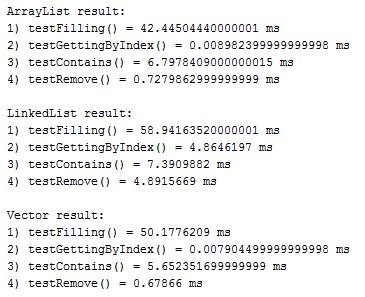 ArrayList result:
1) testFilling() = 42.44504440000001 ms
2) testGettingByIndex() = 0.008982399999999998 ms
3) testContains() = 6.7978409000000015 ms
4) testRemove() = 0.7279862999999999 ms
LinkedList result:
1) testFilling() = 58.94163520000001 ms
2) testGettingByIndex() = 4.8646197 ms
3) testContains() = 7.3909882 ms
4) testRemove() = 4.8915669 ms
Vector result:
1) testFilling() = 50.1776209 ms
2) testGettingByIndex() = 0.007904499999999998 ms
3) testContains() = 5.652351699999999 ms
4) testRemove() = 0.67866 ms